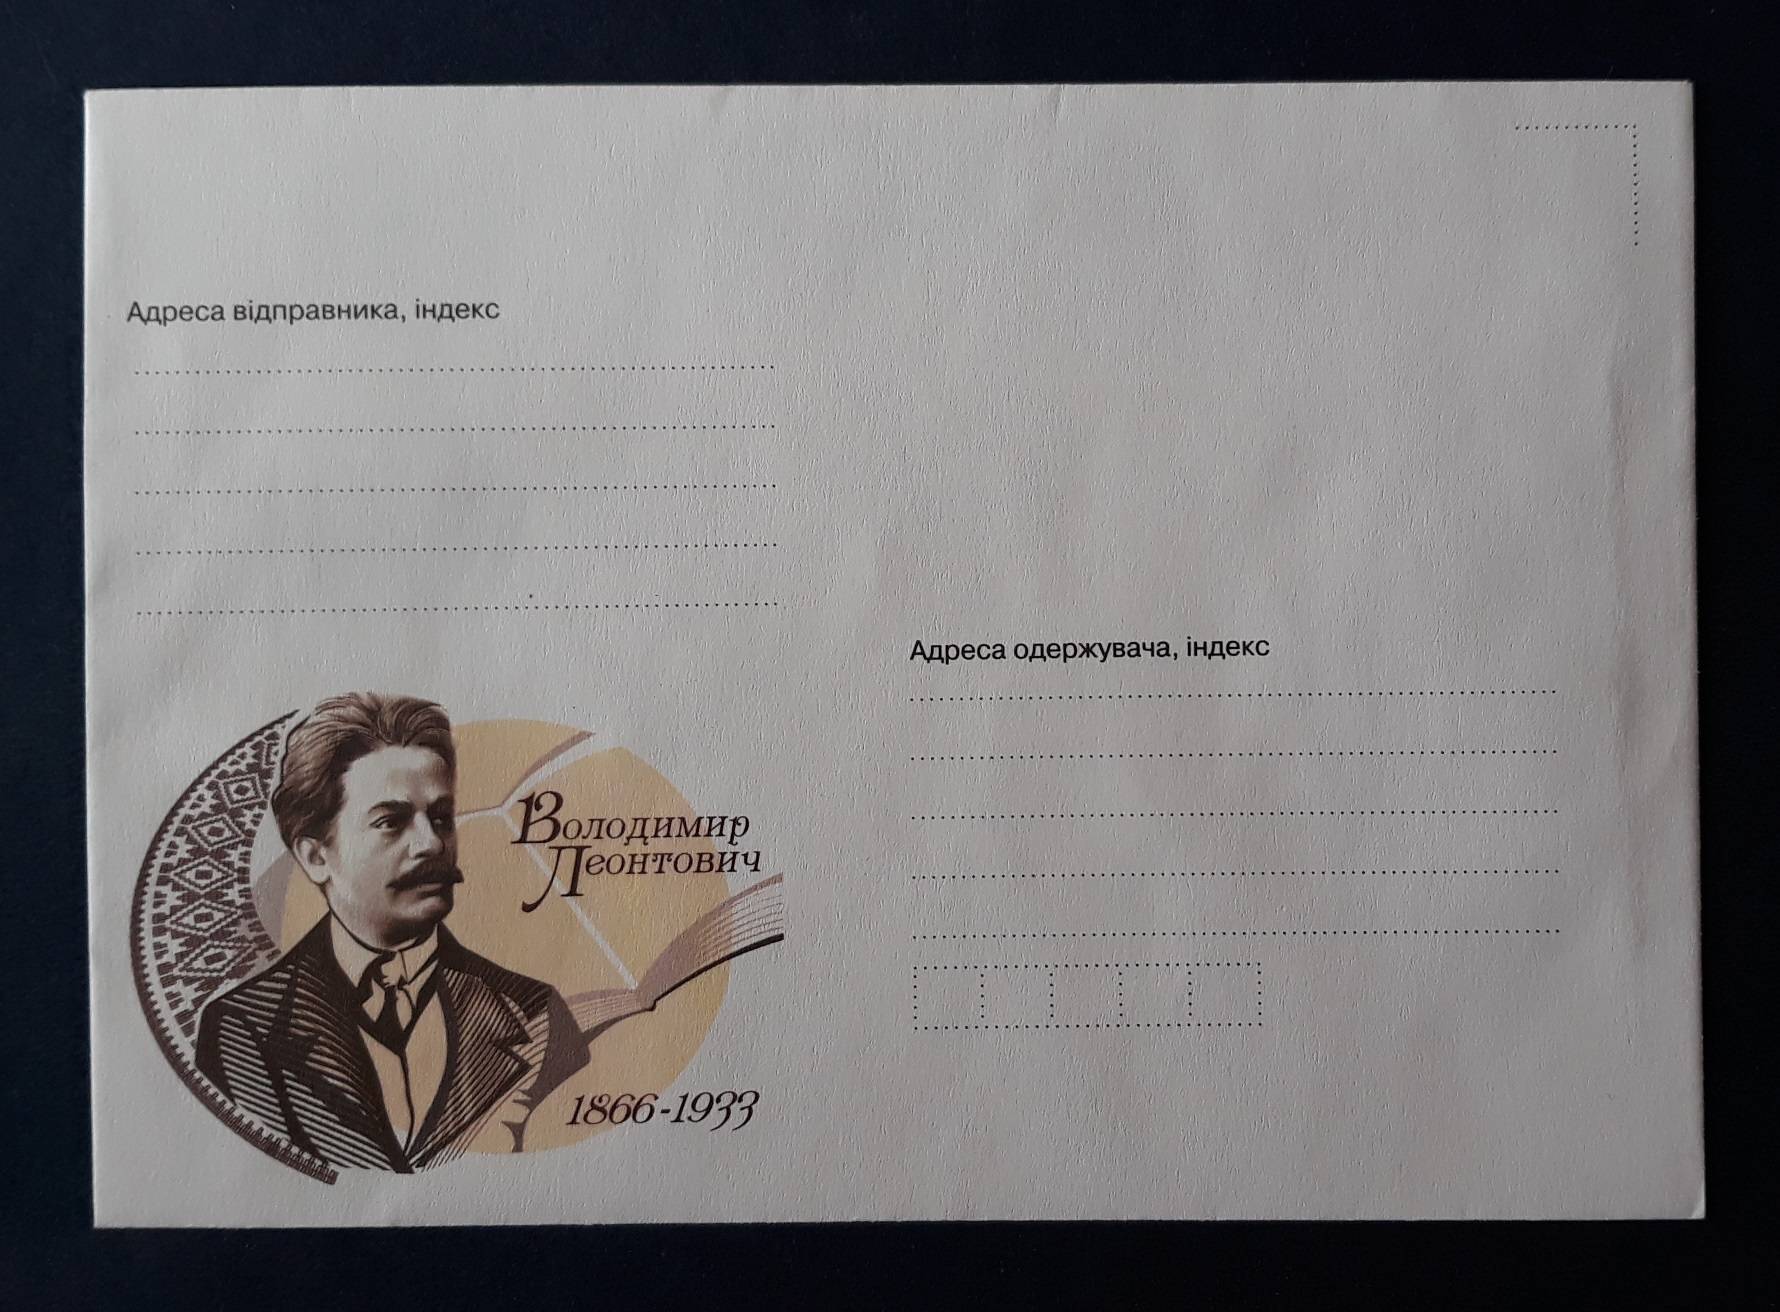 Адреса відправника, індекс
Адреса одержувача, індекс
Володимир
Леонтович
1866-1933